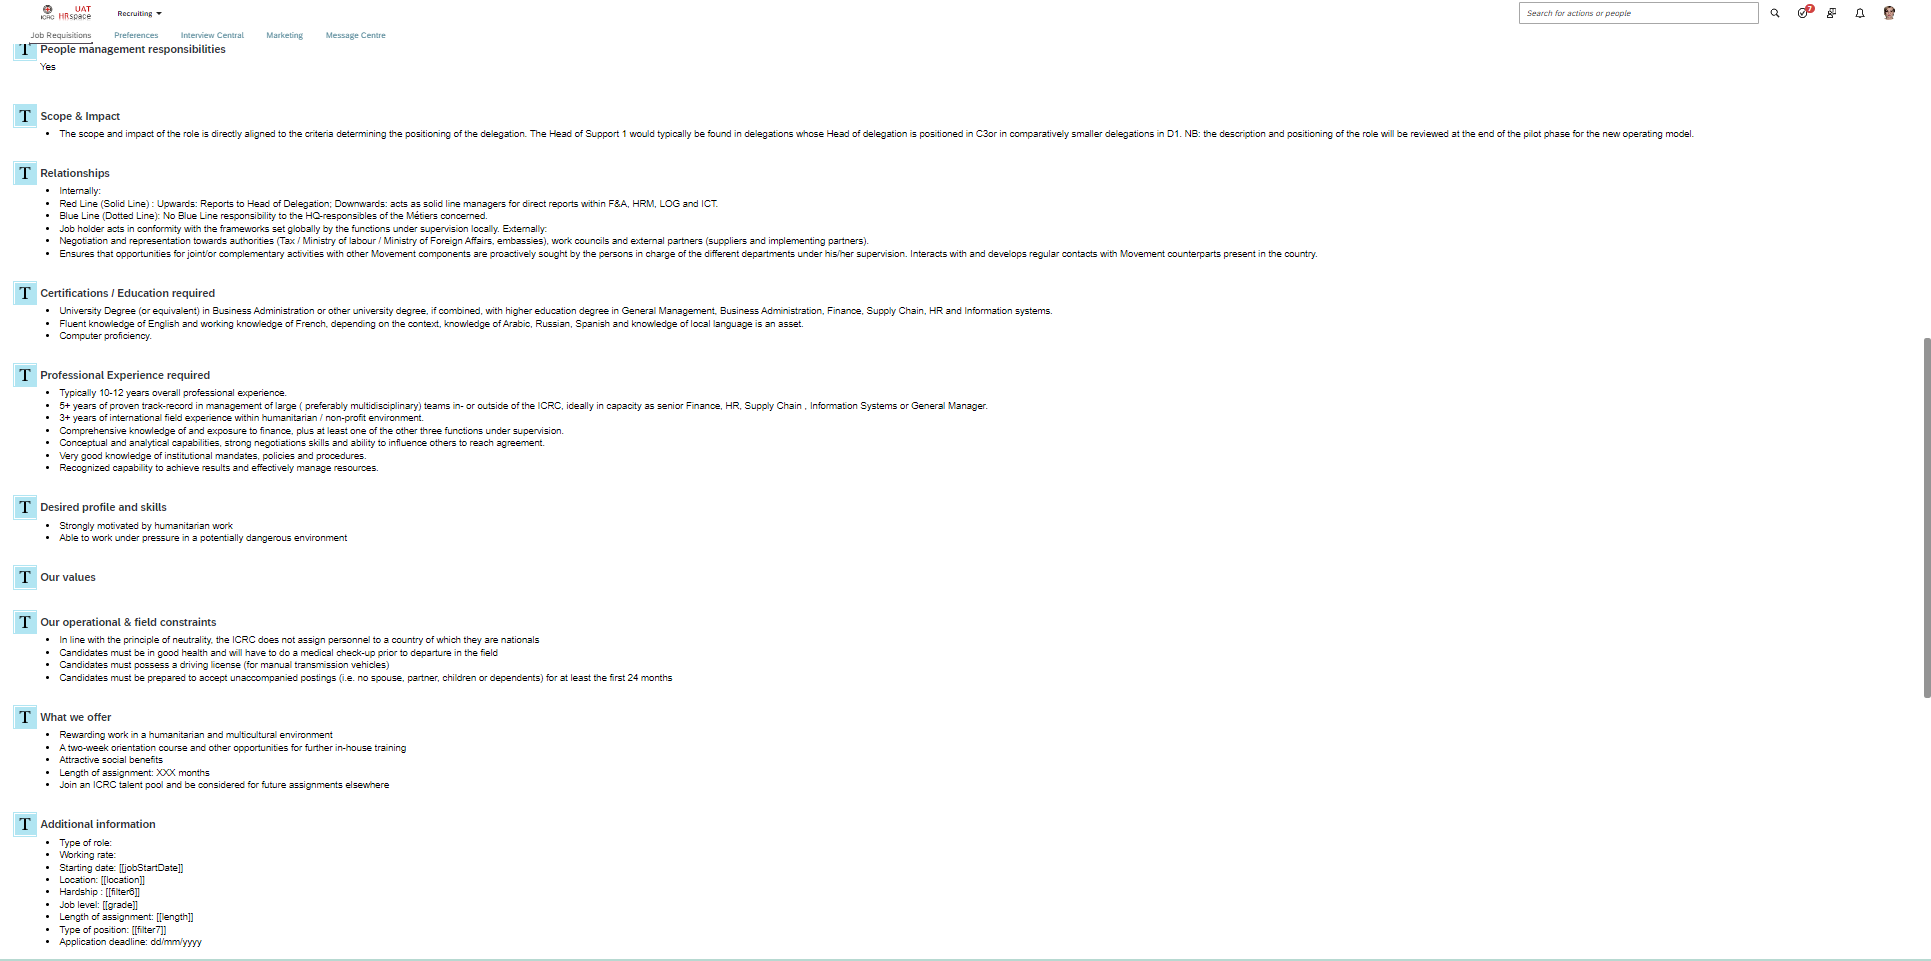 ICRC
UAT
HRspace
Recruiting
Search for actions or people
7
Job Requisitions
Preferences
Interview Central
Marketing
Message Centre
T People management responsibilities
Yes
T Scope & Impact
• The scope and impact of the role is directly aligned to the criteria determining the positioning of the delegation. The Head of Support 1 would typically be found in delegations whose Head of delegation is positioned in C3or in comparatively smaller delegations in D1. NB: the description and positioning of the role will be reviewed at the end of the pilot phase for the new operating model.
T Relationships
• Internally:
• Red Line (Solid Line) : Upwards: Reports to Head of Delegation; Downwards: acts as solid line managers for direct reports within F&A, HRM, LOG and ICT.
• Blue Line (Dotted Line): No Blue Line responsibility to the HQ-responsibles of the Métiers concerned.
• Job holder acts in conformity with the frameworks set globally by the functions under supervision locally. Externally:
• Negotiation and representation towards authorities (Tax / Ministry of labour / Ministry of Foreign Affairs, embassies), work councils and external partners (suppliers and implementing partners).
• Ensures that opportunities for joint/or complementary activities with other Movement components are proactively sought by the persons in charge of the different departments under his/her supervision. Interacts with and develops regular contacts with Movement counterparts present in the country.
T Certifications / Education required
• University Degree (or equivalent) in Business Administration or other university degree, if combined, with higher education degree in General Management, Business Administration, Finance, Supply Chain, HR and Information systems.
• Fluent knowledge of English and working knowledge of French, depending on the context, knowledge of Arabic, Russian, Spanish and knowledge of local language is an asset.
• Computer proficiency.
T Professional Experience required
• Typically 10-12 years overall professional experience.
• 5+ years of proven track-record in management of large ( preferably multidisciplinary) teams in- or outside of the ICRC, ideally in capacity as senior Finance, HR, Supply Chain , Information Systems or General Manager.
• 3+ years of international field experience within humanitarian / non-profit environment.
• Comprehensive knowledge of and exposure to finance, plus at least one of the other three functions under supervision.
• Conceptual and analytical capabilities, strong negotiations skills and ability to influence others to reach agreement.
• Very good knowledge of institutional mandates, policies and procedures.
• Recognized capability to achieve results and effectively manage resources.
T Desired profile and skills
• Strongly motivated by humanitarian work
• Able to work under pressure in a potentially dangerous environment
T Our values
T Our operational & field constraints
• In line with the principle of neutrality, the ICRC does not assign personnel to a country of which they are nationals
• Candidates must be in good health and will have to do a medical check-up prior to departure in the field
• Candidates must possess a driving license (for manual transmission vehicles)
• Candidates must be prepared to accept unaccompanied postings (i.e. no spouse, partner, children or dependents) for at least the first 24 months
T What we offer
• Rewarding work in a humanitarian and multicultural environment
• A two-week orientation course and other opportunities for further in-house training
• Attractive social benefits
• Length of assignment: XXX months
• Join an ICRC talent pool and be considered for future assignments elsewhere
T Additional information
• Type of role:
• Working rate:
• Starting date: [[jobStartDate]]
• Location: [[location]]
• Hardship : [[filter6]]
• Job level: [[grade]]
• Length of assignment: [[length]]
• Type of position: [[filter7]]
• Application deadline: dd/mm/yyyy